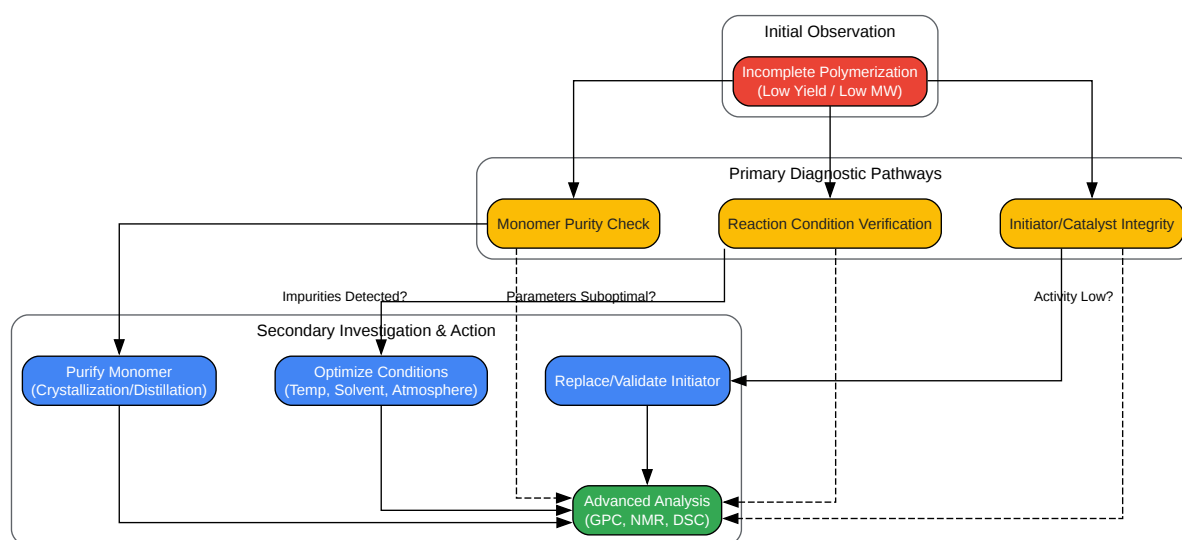 Initial Observation
Incomplete Polymerization
(Low Yield / Low MW)
Primary Diagnostic Pathways
Monomer Purity Check
Reaction Condition Verification
Initiator/Catalyst Integrity
Impurities Detected?
Parameters Suboptimal?
Activity Low?
Secondary Investigation & Action
Purify Monomer
(Crystallization/Distillation)
Optimize Conditions
(Temp, Solvent, Atmosphere)
Replace/Validate Initiator
Advanced Analysis
(GPC, NMR, DSC)